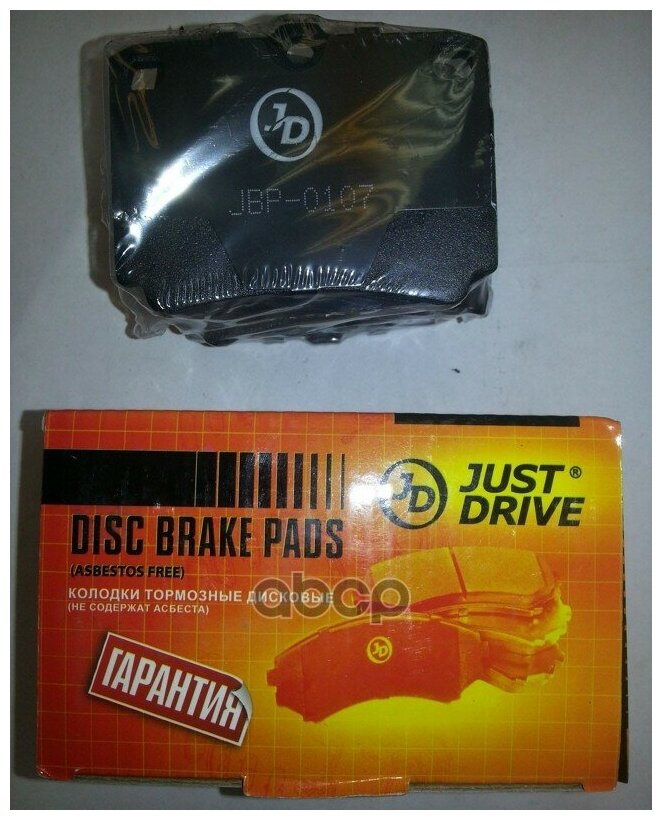 JD
JBP-0107
JD
JUST ®
DRIVE
DISC BRAKE PADS
(ASBESTOS FREE)
КОЛОДКИ ТОРМОЗНЫЕ ДИСКОВЫЕ
(НЕ СОДЕРЖАТ АСБЕСТА)
abcp
JD
ГАРАНТИЯ